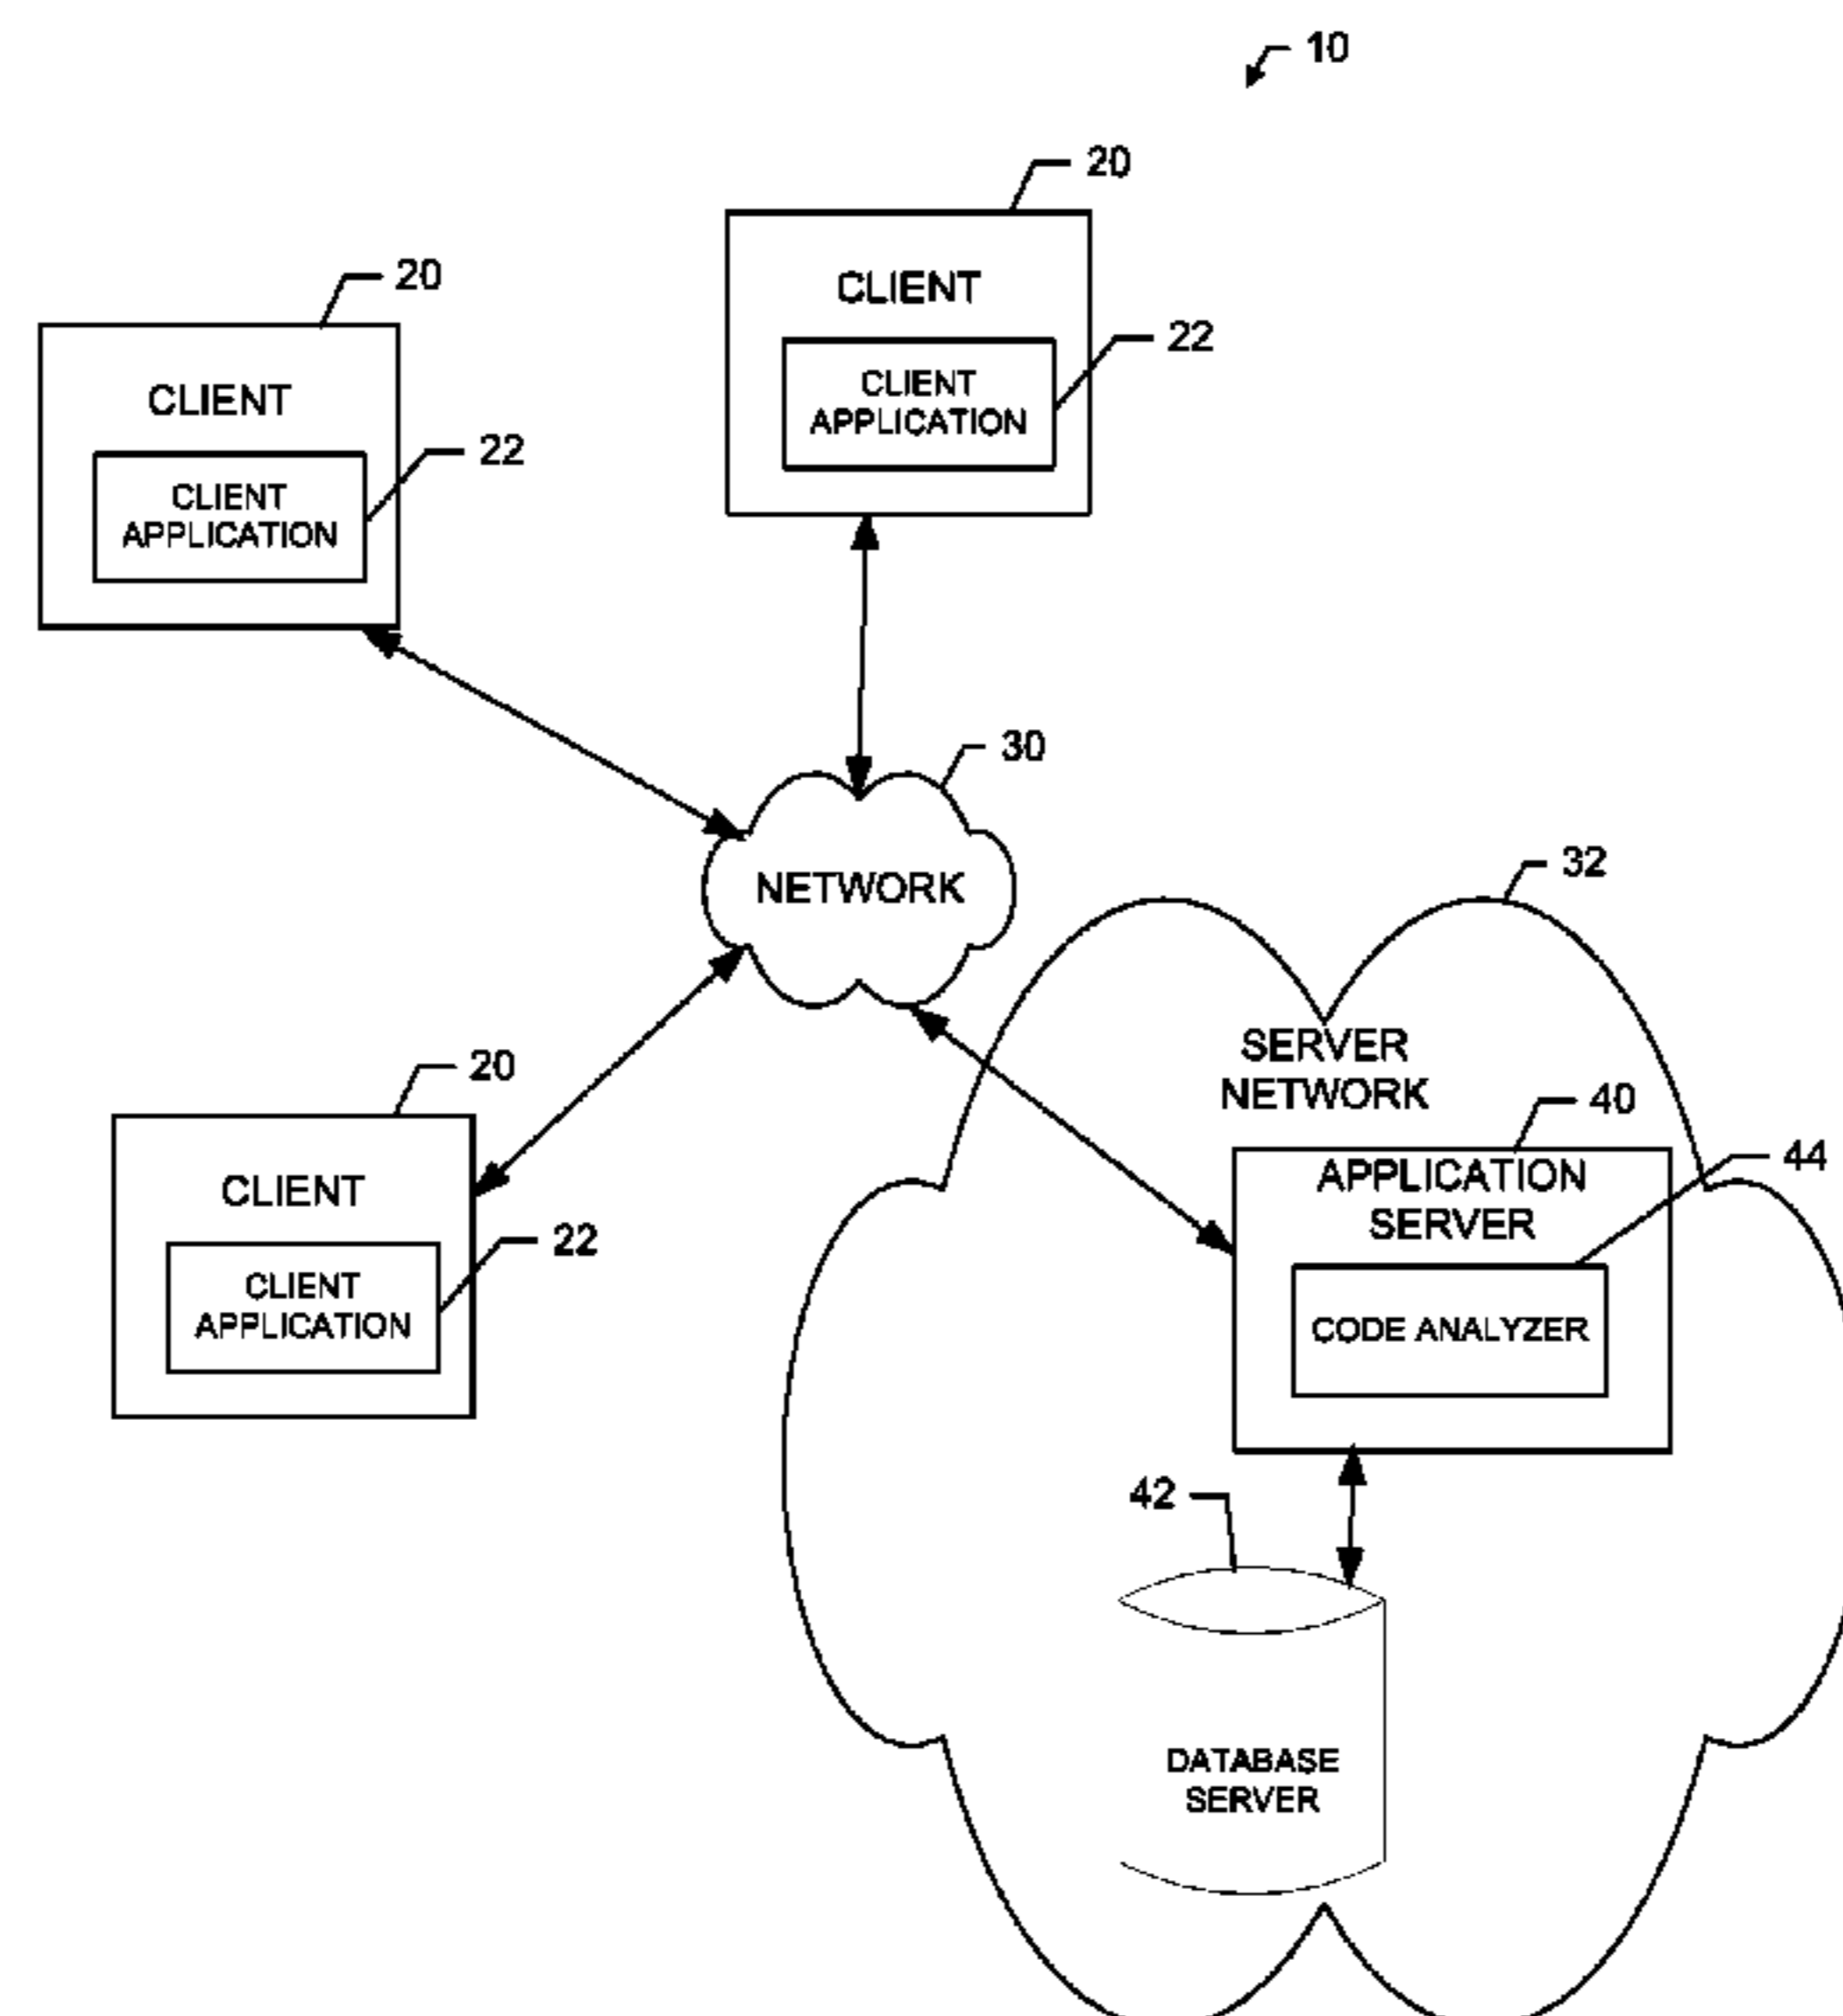 10
20
CLIENT
22
CLIENT
APPLICATION
20
CLIENT
22
CLIENT
APPLICATION
30
NETWORK
32
SERVER
NETWORK
20
CLIENT
22
CLIENT
APPLICATION
40
44
APPLICATION
SERVER
CODE ANALYZER
42
DATABASE
SERVER